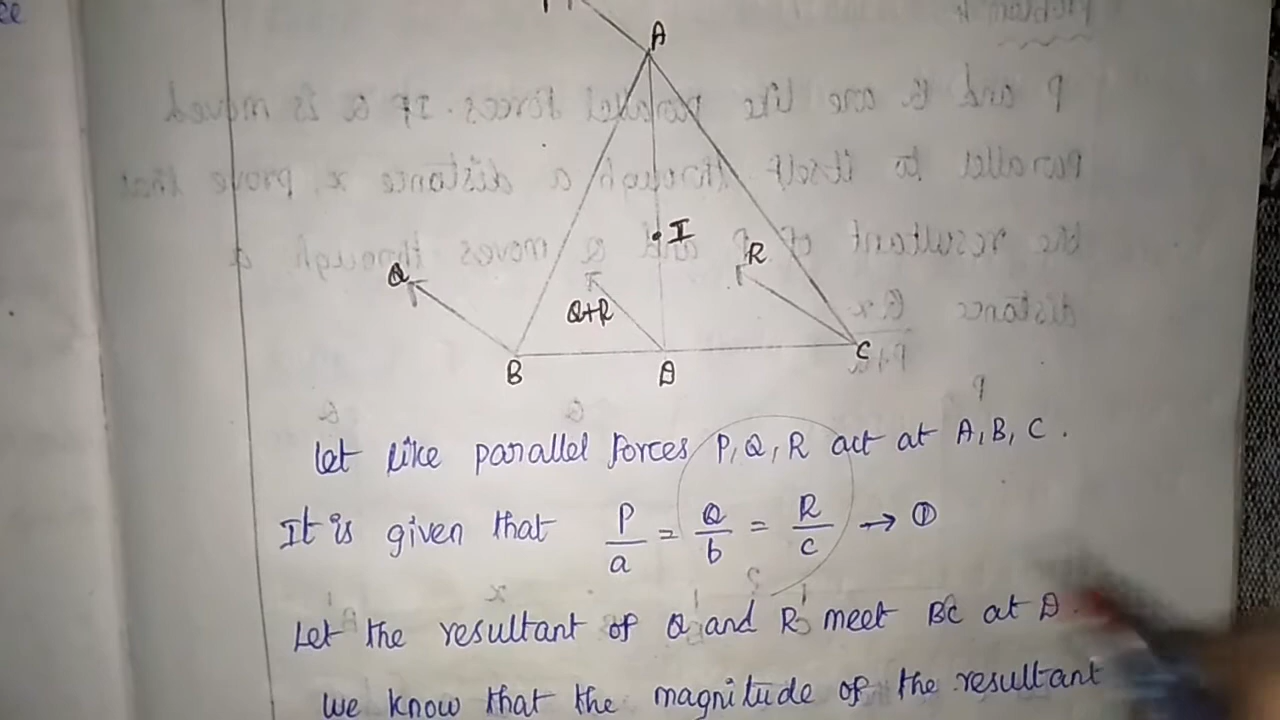 A
I
R
Q
Q+R
B
D
C
Let like parallel forces P, Q, R act at A, B, C.
It is given that P/a = Q/b = R/c → ①
Let the resultant of Q and R meet BC at D.
We know that the magnitude of the resultant